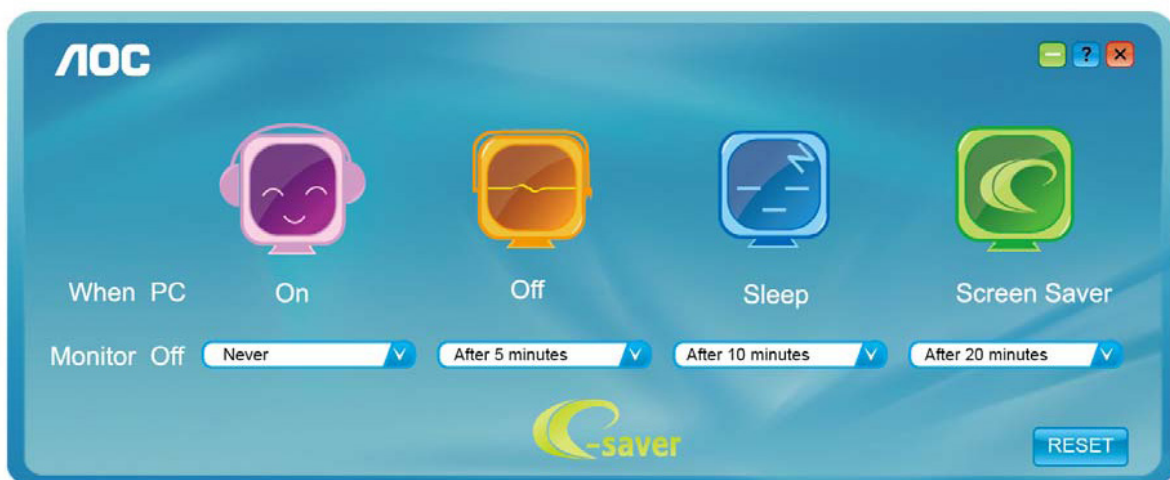 AOC
?
When PC On Off Sleep Screen Saver
Monitor Off Never After 5 minutes After 10 minutes After 20 minutes
e-saver
RESET